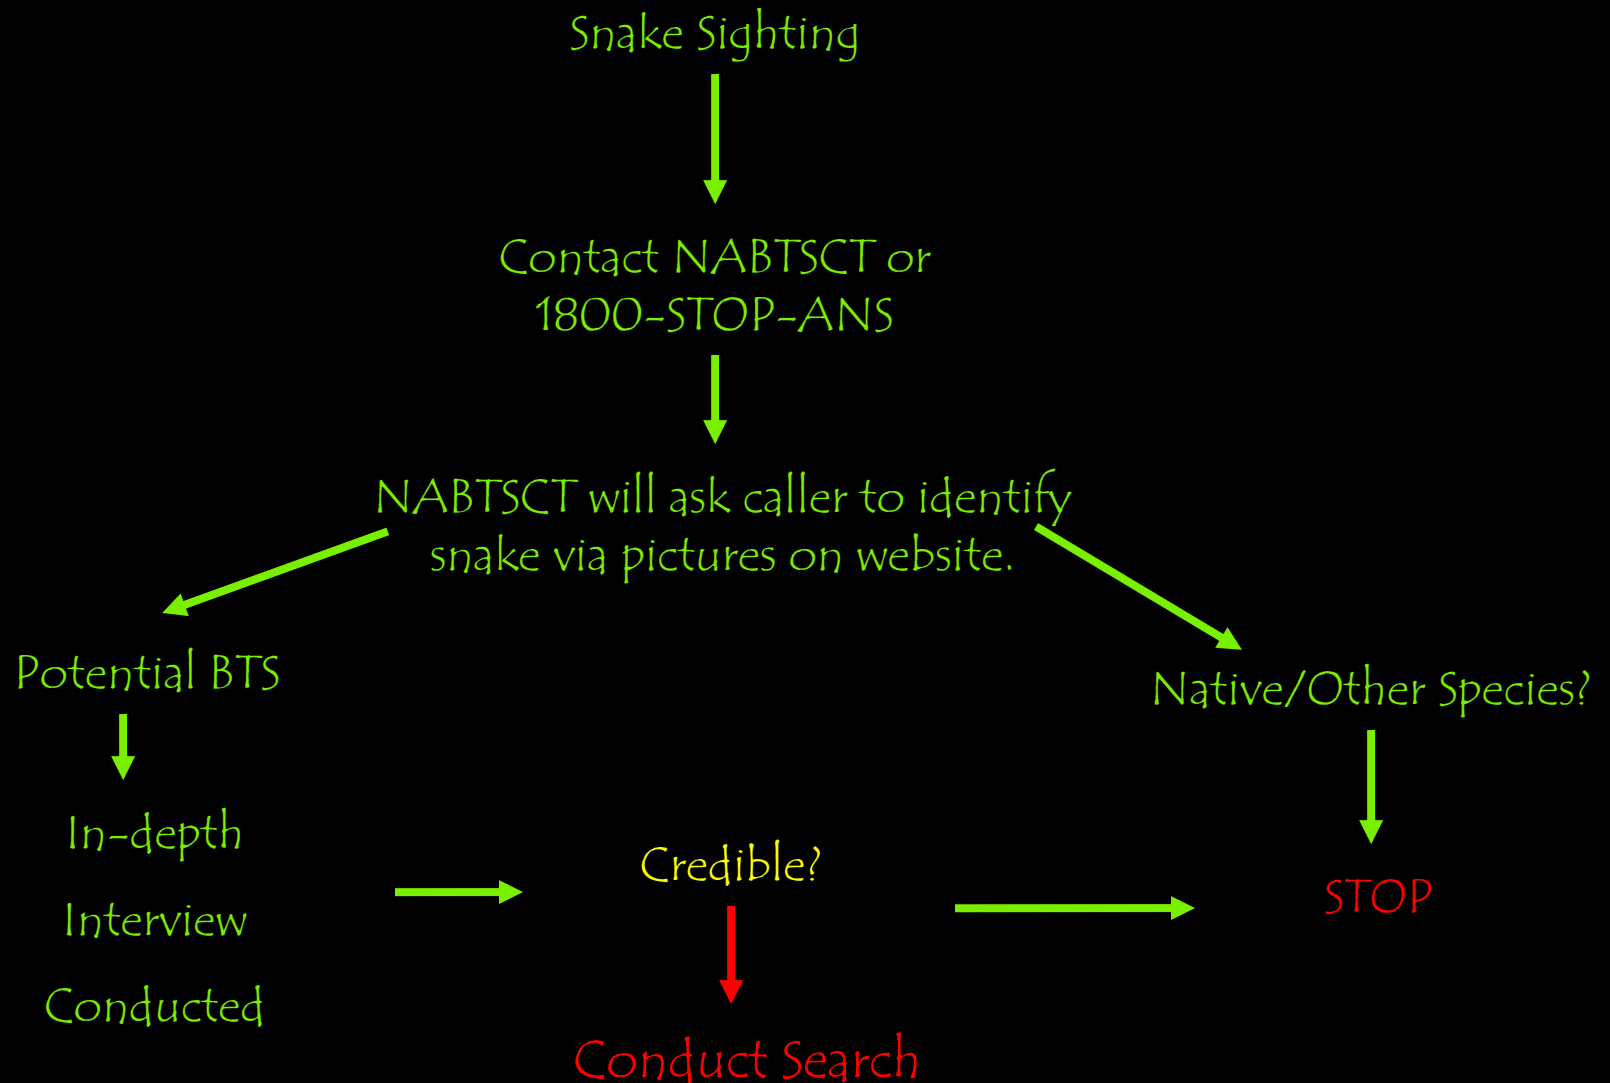 Snake Sighting
Contact NABTSCT or
1800-STOP-ANS
NABTSCT will ask caller to identify
snake via pictures on website.
Potential BTS
Native/Other Species?
In-depth
Interview
Conducted
Credible?
STOP
Conduct Search